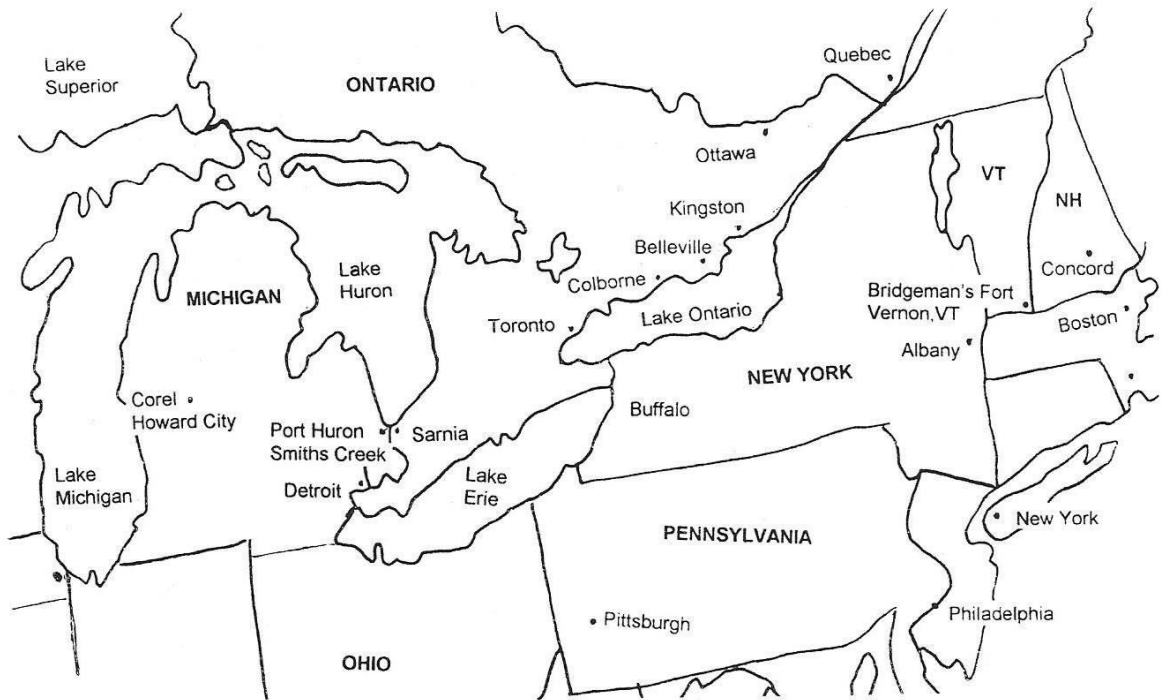 Lake
Superior
ONTARIO
Quebec
Ottawa
VT
Kingston
NH
Belleville
Lake
Huron
Colborne
Concord
MICHIGAN
Bridgeman's Fort
Vernon,VT
Lake Ontario
Toronto
Boston
Albany
NEW YORK
Corel
Howard City
Buffalo
Port Huron
Smiths Creek
Sarnia
Lake
Michigan
Detroit
Lake
Erie
New York
PENNSYLVANIA
Pittsburgh
Philadelphia
OHIO